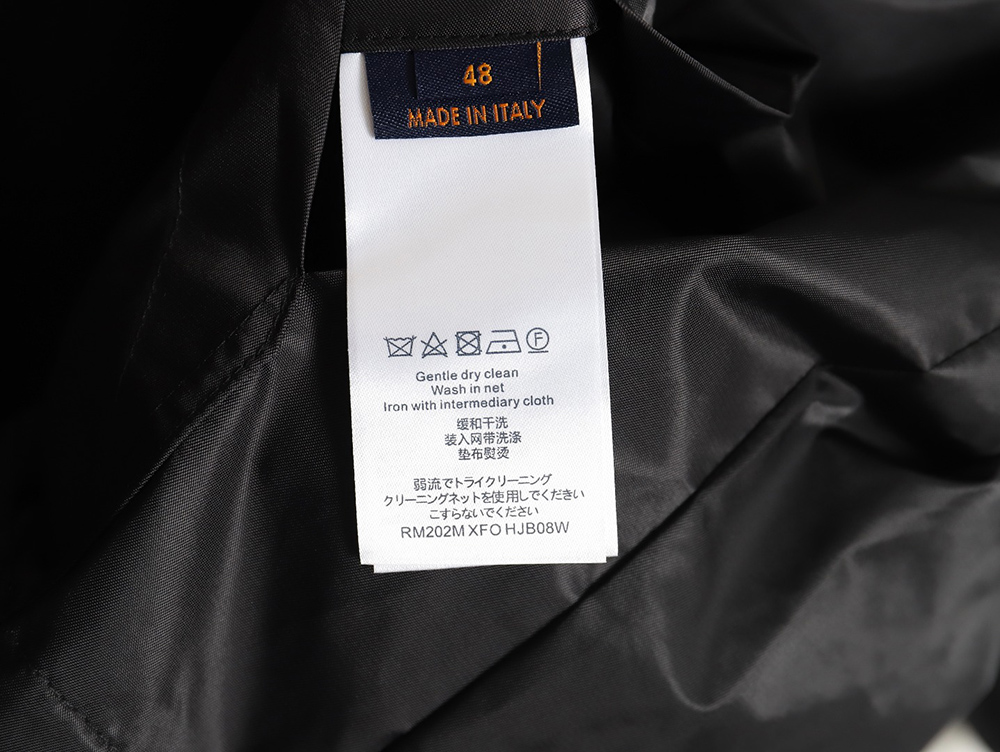 48
MADE IN ITALY
F
Gentle dry clean
Wash in net
Iron with intermediary cloth
缓和干洗
装入网带洗涤
垫布熨烫
弱流でトライクリーニング
クリーニングネットを使用してください
こすらないでください
RM202M XFO HJB08W